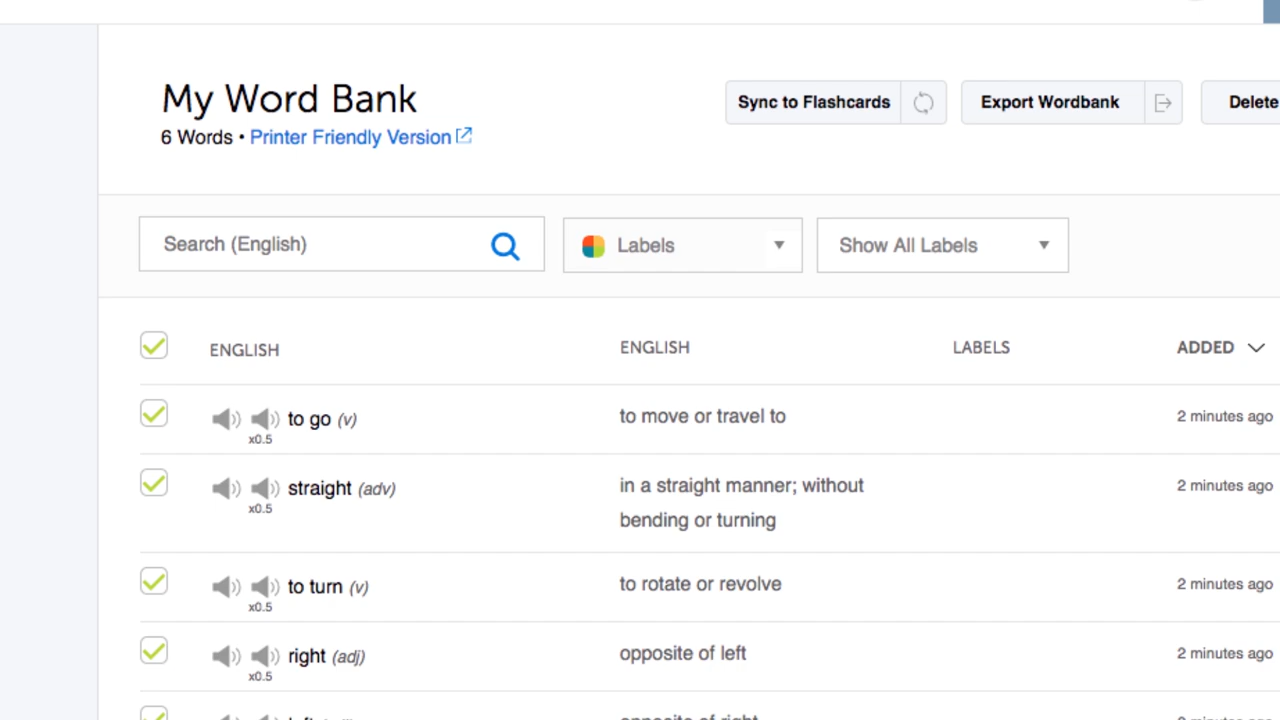 My Word Bank
6 Words • Printer Friendly Version
Sync to Flashcards
Export Wordbank
Delete
Search (English)
Labels
Show All Labels
ENGLISH ENGLISH LABELS ADDED
to go (v) to move or travel to 2 minutes ago
x0.5
straight (adv) in a straight manner; without 2 minutes ago
x0.5
bending or turning
to turn (v) to rotate or revolve 2 minutes ago
x0.5
right (adj) opposite of left 2 minutes ago
x0.5
opposite of right